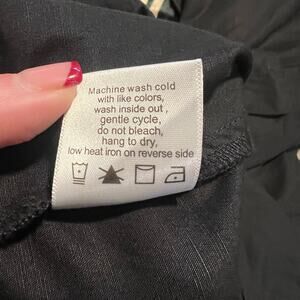 Machine wash cold
with like colors,
wash inside out,
gentle cycle,
do not bleach,
hang to dry,
low heat iron on reverse side